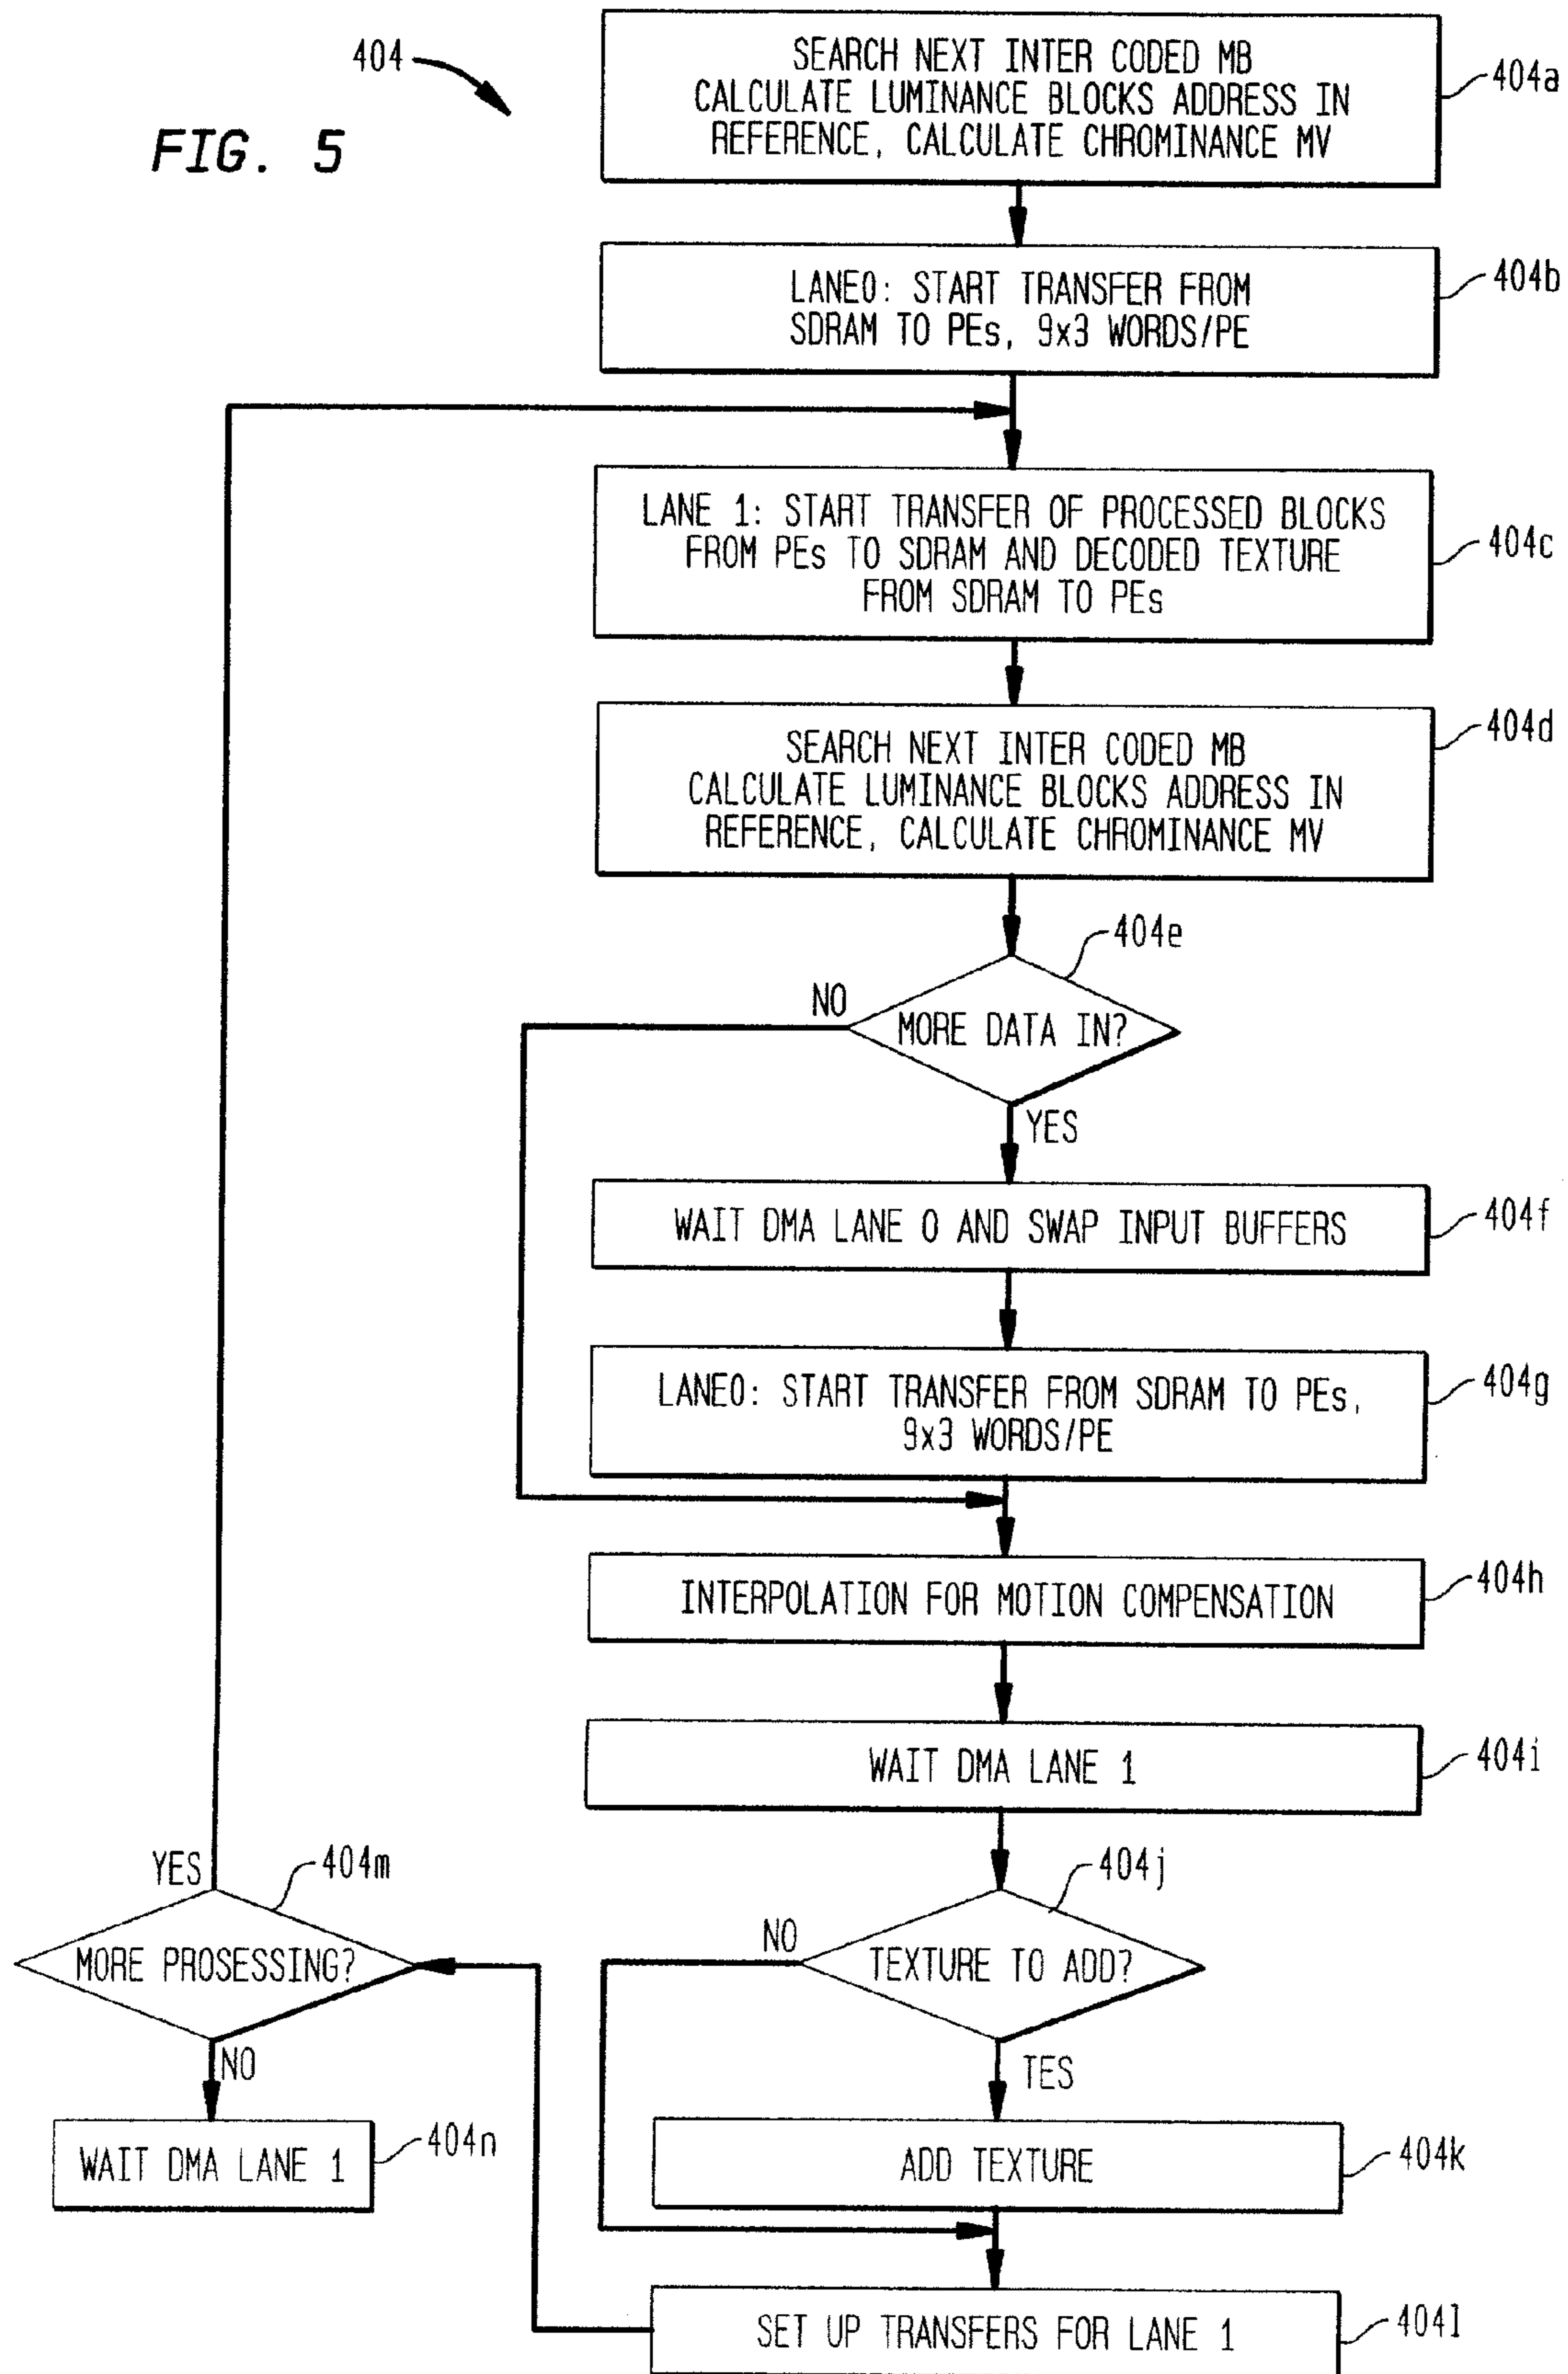 404
FIG. 5
SEARCH NEXT INTER CODED MB
CALCULATE LUMINANCE BLOCKS ADDRESS IN
REFERENCE, CALCULATE CHROMINANCE MV
404a
LANE0: START TRANSFER FROM
SDRAM TO PEs, 9x3 WORDS/PE
404b
LANE 1: START TRANSFER OF PROCESSED BLOCKS
FROM PEs TO SDRAM AND DECODED TEXTURE
FROM SDRAM TO PEs
404c
SEARCH NEXT INTER CODED MB
CALCULATE LUMINANCE BLOCKS ADDRESS IN
REFERENCE, CALCULATE CHROMINANCE MV
404d
404e
NO
MORE DATA IN?
YES
WAIT DMA LANE 0 AND SWAP INPUT BUFFERS
404f
LANE0: START TRANSFER FROM SDRAM TO PEs,
9x3 WORDS/PE
404g
INTERPOLATION FOR MOTION COMPENSATION
404h
WAIT DMA LANE 1
404i
404j
NO
TEXTURE TO ADD?
TES
ADD TEXTURE
404k
SET UP TRANSFERS FOR LANE 1
404l
YES
404m
MORE PROSESSING?
NO
WAIT DMA LANE 1
404n